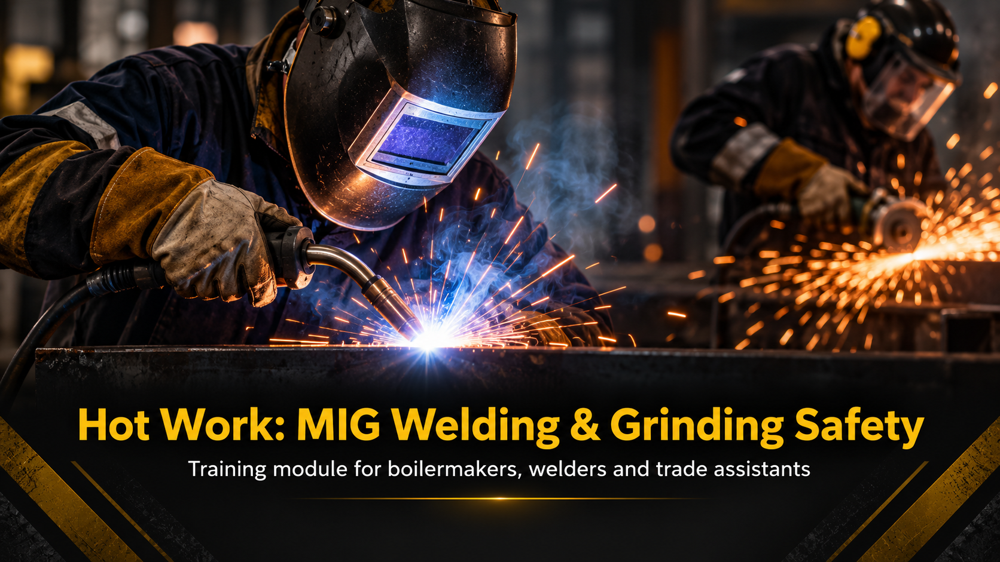 Hot Work: MIG Welding & Grinding Safety
Training module for boilermakers, welders and trade assistants